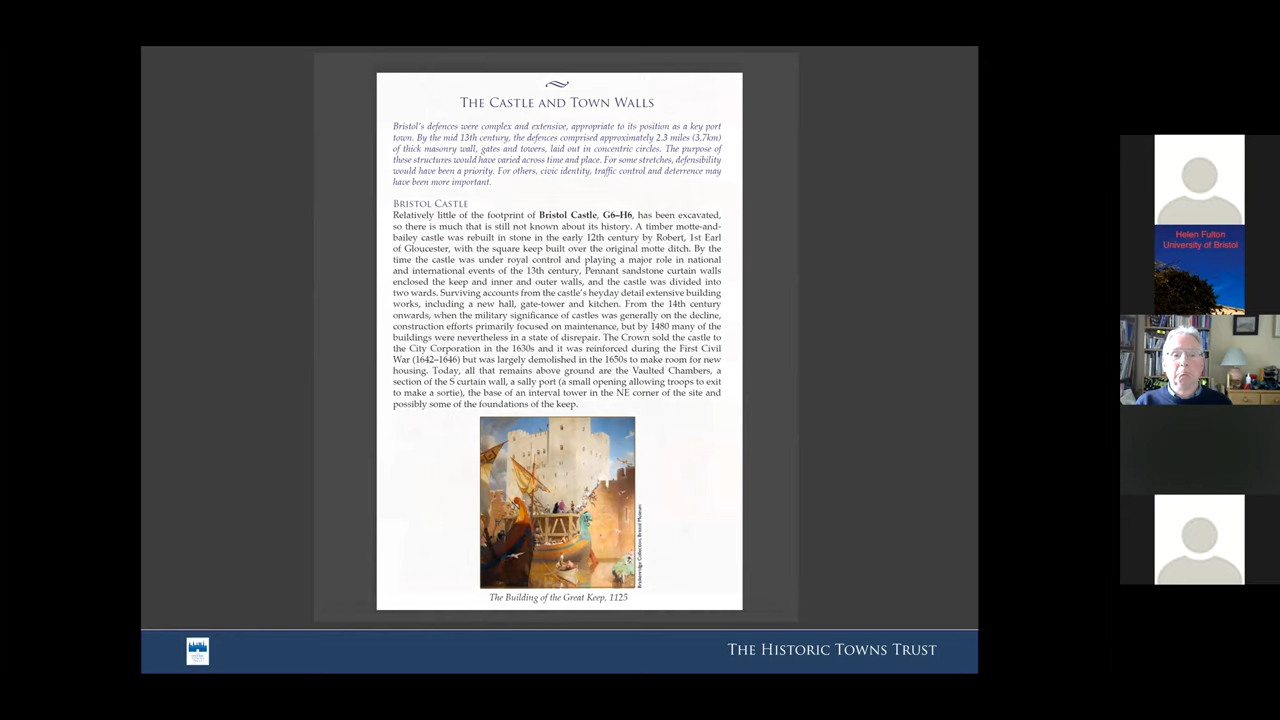 The Castle and Town Walls
Bristol's defences were complex and extensive, appropriate to its position as a key port
town. By the mid 13th century, the defences comprised approximately 2.3 miles (3.7km)
of thick masonry wall, gates and towers, laid out in concentric circles. The purpose of
these structures would have varied across time and place. For some stretches, defensibility
would have been a priority. For others, civic identity, traffic control and deterrence may
have been more important.
Bristol Castle
Relatively little of the footprint of Bristol Castle, G6–H6, has been excavated,
so there is much that is still not known about its history. A timber motte-and-
bailey castle was rebuilt in stone in the early 12th century by Robert, 1st Earl
of Gloucester, with the square keep built over the original motte ditch. By the
time the castle was under royal control and playing a major role in national
and international events of the 13th century, Pennant sandstone curtain walls
enclosed the keep and inner and outer walls, and the castle was divided into
two wards. Surviving accounts from the castle's heyday detail extensive building
works, including a new hall, gate-tower and kitchen. From the 14th century
onwards, when the military significance of castles was generally on the decline,
construction efforts primarily focused on maintenance, but by 1480 many of the
buildings were nevertheless in a state of disrepair. The Crown sold the castle to
the City Corporation in the 1630s and it was reinforced during the First Civil
War (1642–1646) but was largely demolished in the 1650s to make room for new
housing. Today, all that remains above ground are the Vaulted Chambers, a
section of the S curtain wall, a sally port (a small opening allowing troops to exit
to make a sortie), the base of an interval tower in the NE corner of the site and
possibly some of the foundations of the keep.
Braikenridge Collection, Bristol Museum
The Building of the Great Keep, 1125
The Historic Towns Trust
Helen Fulton
University of Bristol